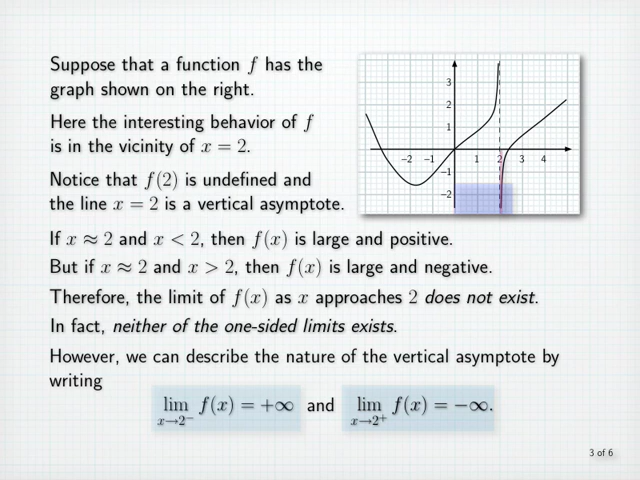 Suppose that a function f has the
graph shown on the right.
Here the interesting behavior of f
is in the vicinity of x = 2.
Notice that f(2) is undefined and
the line x = 2 is a vertical asymptote.
3
2
1
−2 −1 1 2 3 4
−1
−2
If x ≈ 2 and x < 2, then f(x) is large and positive.
But if x ≈ 2 and x > 2, then f(x) is large and negative.
Therefore, the limit of f(x) as x approaches 2 does not exist.
In fact, neither of the one-sided limits exists.
However, we can describe the nature of the vertical asymptote by
writing
lim x→2⁻ f(x) = +∞ and lim x→2⁺ f(x) = −∞.
3 of 6